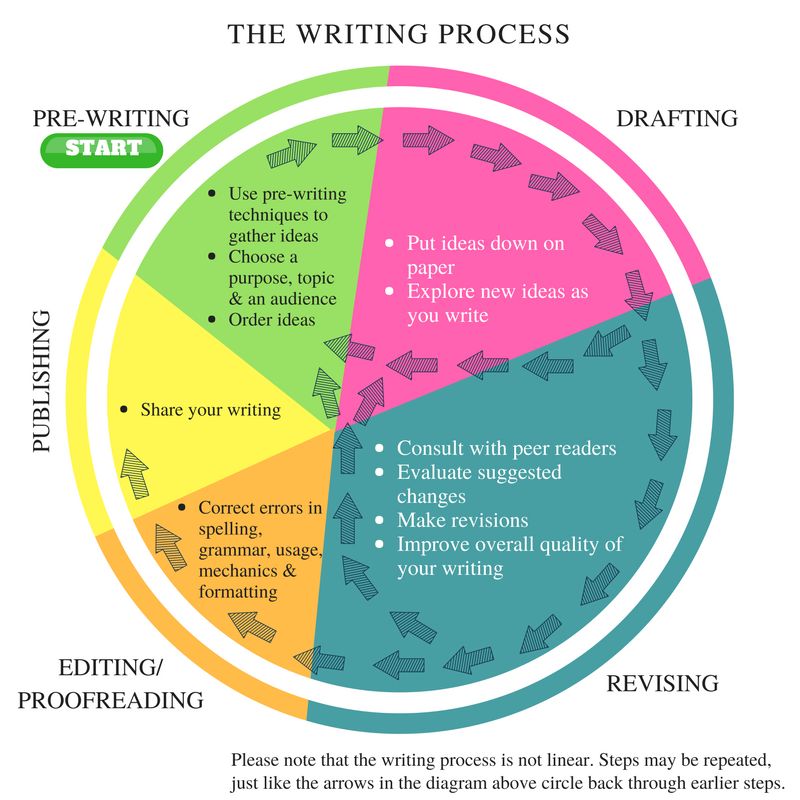 THE WRITING PROCESS
PRE-WRITING
START
DRAFTING
• Use pre-writing
techniques to
gather ideas
• Choose a
purpose, topic
& an audience
• Order ideas
• Put ideas down on
paper
• Explore new ideas as
you write
PUBLISHING
• Share your writing
• Consult with peer readers
• Evaluate suggested
changes
• Make revisions
• Improve overall quality of
your writing
• Correct errors in
spelling,
grammar, usage,
mechanics &
formatting
EDITING/
PROOFREADING
REVISING
Please note that the writing process is not linear. Steps may be repeated,
just like the arrows in the diagram above circle back through earlier steps.